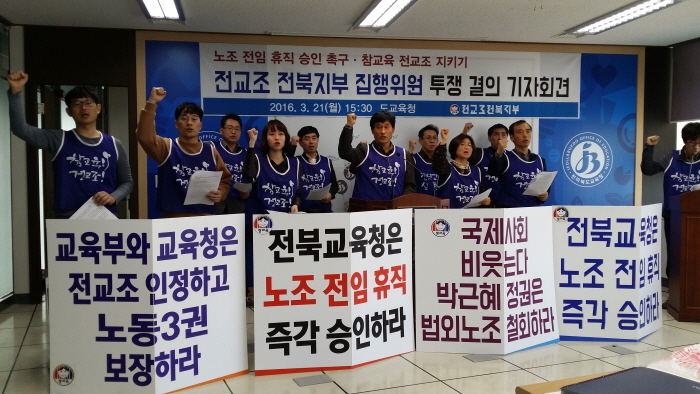 노조 전임 휴직 승인 촉구 · 참교육 전교조 지키기
전교조 전북지부 집행위원 투쟁 결의 기자회견
2016. 3. 21(월) 15:30 도교육청
전교조전북지부
참교육!
전교조!
교육부와 교육청은
전교조 인정하고
노동3권
보장하라
전북교육청은
노조 전임 휴직
즉각 승인하라
국제사회
비웃는다
박근혜 정권은
법외노조 철회하라
전북교육청은
노조 전임 휴직
즉각 승인하라